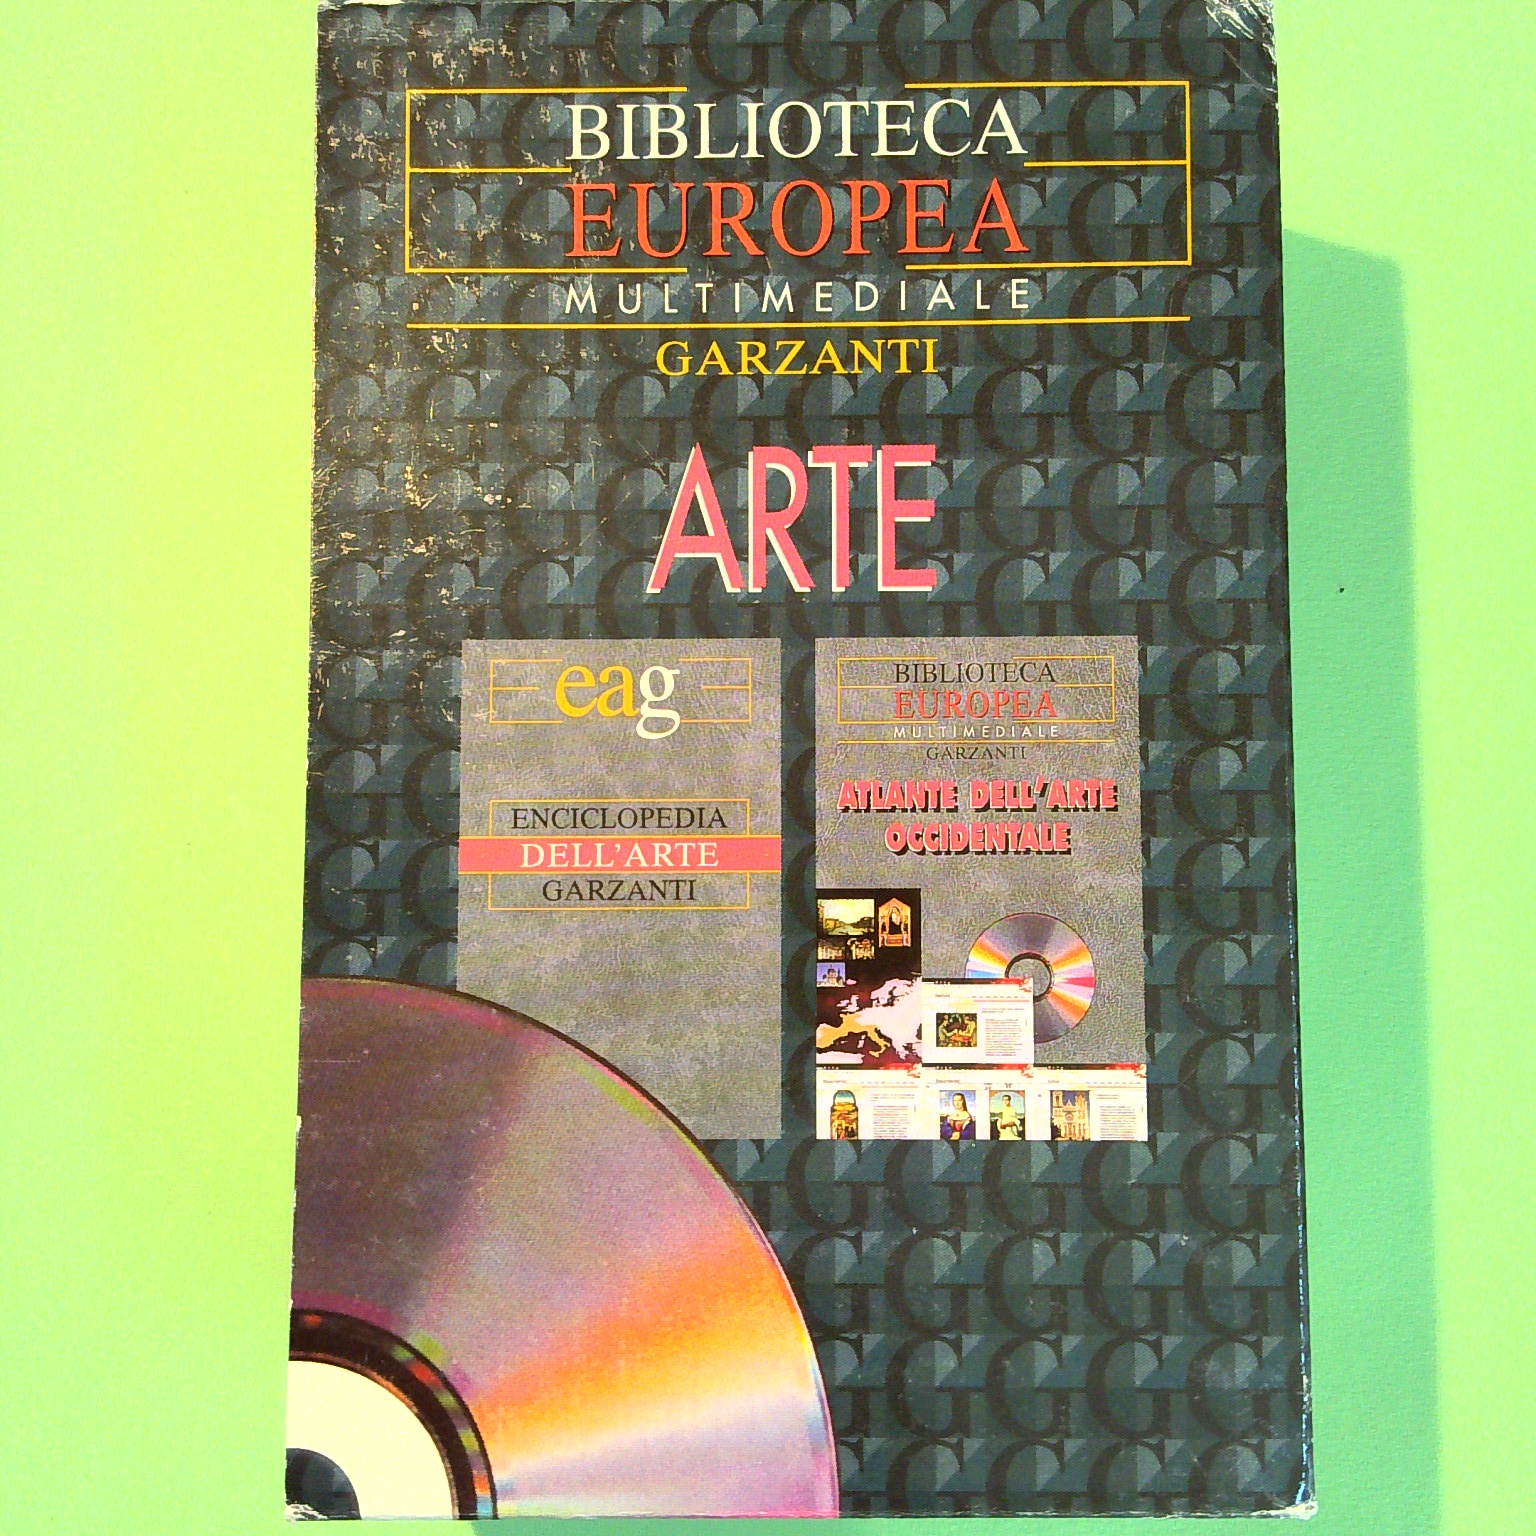 BIBLIOTECA
EUROPEA
MULTIMEDIALE
GARZANTI
ARTE
eag
ENCICLOPEDIA
DELL'ARTE
GARZANTI
BIBLIOTECA
EUROPEA
MULTIMEDIALE
GARZANTI
ATLANTE DELL'ARTE
OCCIDENTALE